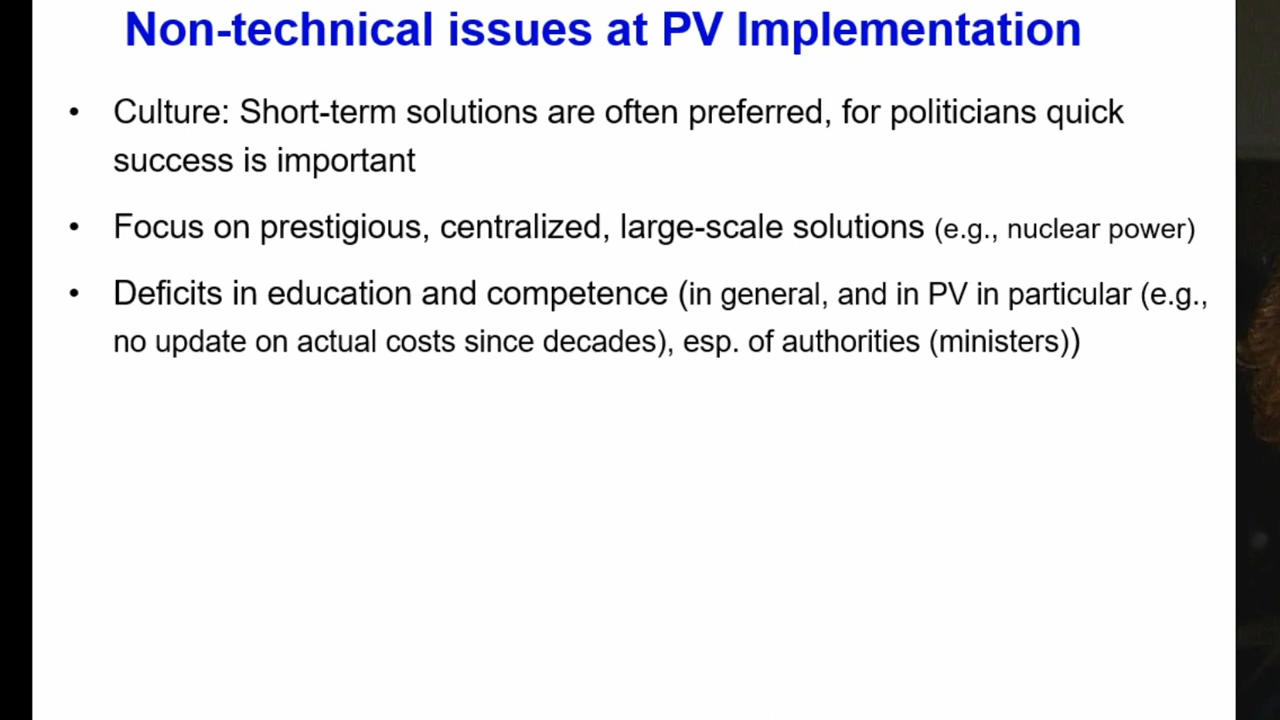 Non-technical issues at PV Implementation
• Culture: Short-term solutions are often preferred, for politicians quick
success is important
• Focus on prestigious, centralized, large-scale solutions (e.g., nuclear power)
• Deficits in education and competence (in general, and in PV in particular (e.g.,
no update on actual costs since decades), esp. of authorities (ministers))